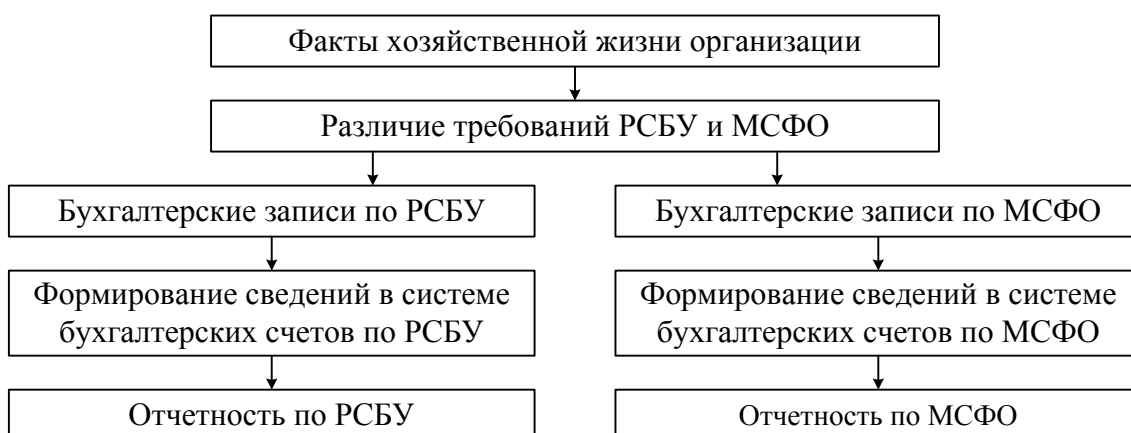 Факты хозяйственной жизни организации
Различие требований РСБУ и МСФО
Бухгалтерские записи по РСБУ
Бухгалтерские записи по МСФО
Формирование сведений в системе
бухгалтерских счетов по РСБУ
Формирование сведений в системе
бухгалтерских счетов по МСФО
Отчетность по РСБУ
Отчетность по МСФО